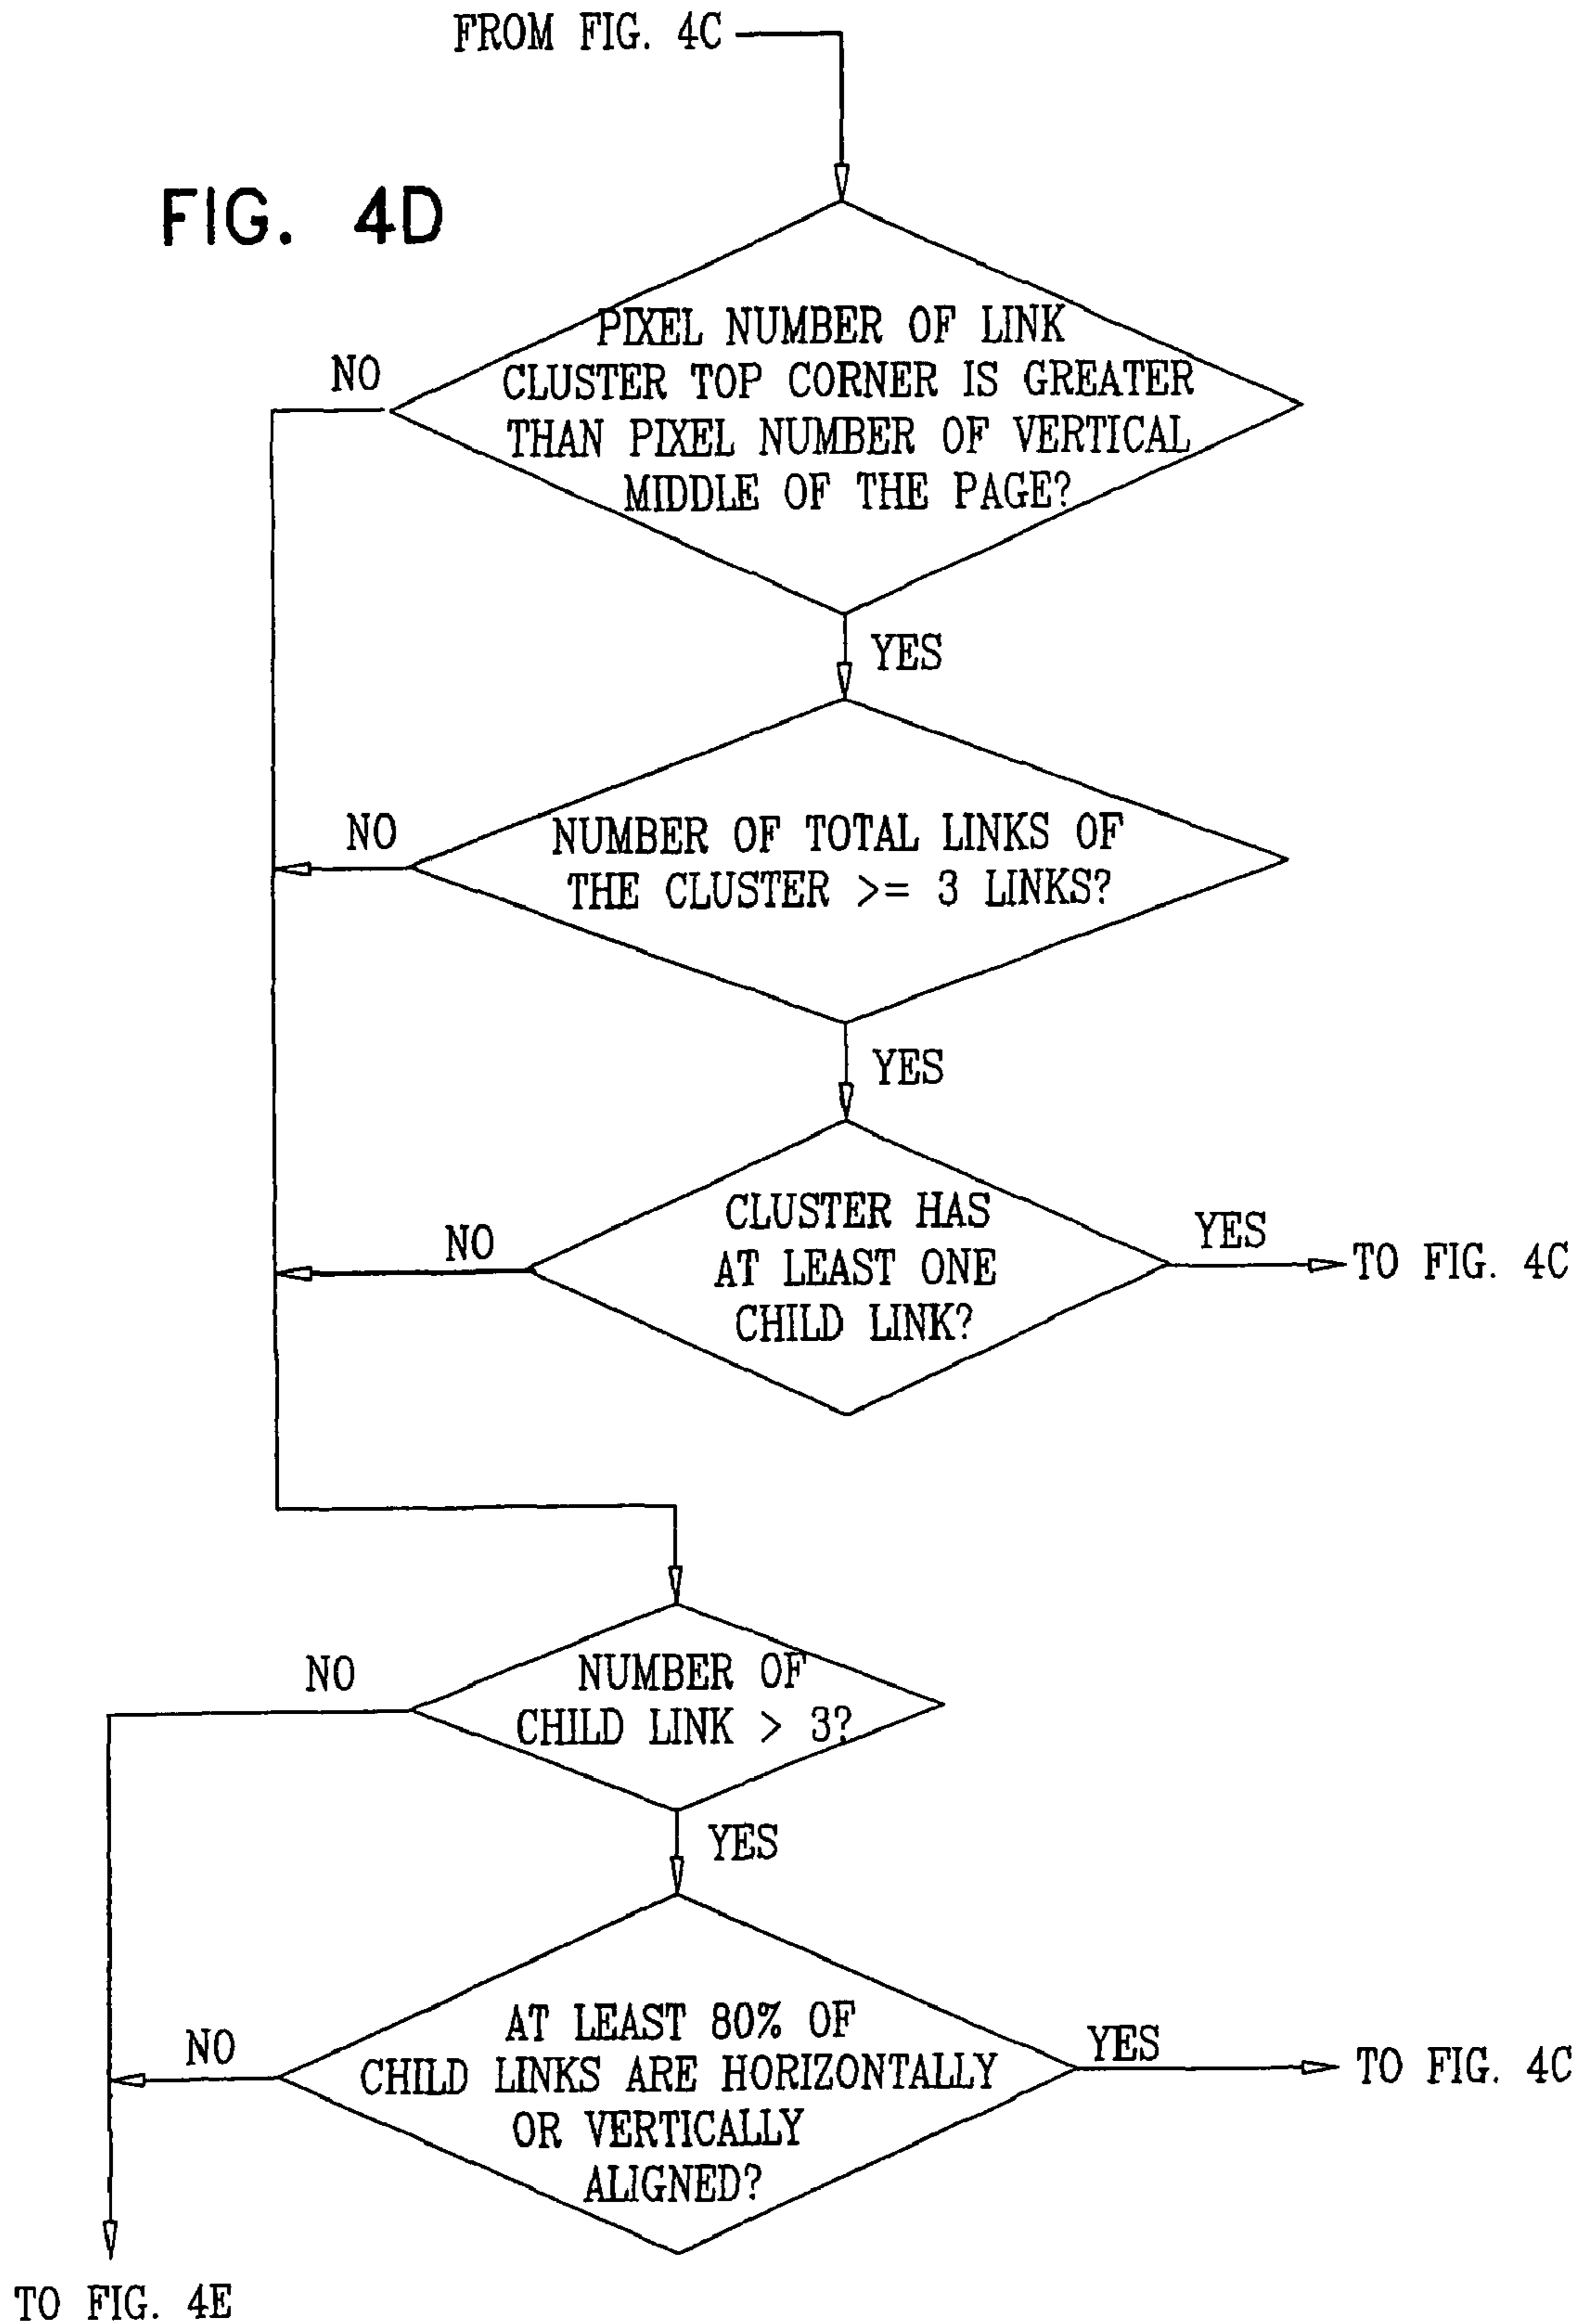 FROM FIG. 4C
FIG. 4D
PIXEL NUMBER OF LINK
CLUSTER TOP CORNER IS GREATER
THAN PIXEL NUMBER OF VERTICAL
MIDDLE OF THE PAGE?
NO
YES
NUMBER OF TOTAL LINKS OF
THE CLUSTER >= 3 LINKS?
NO
YES
CLUSTER HAS
AT LEAST ONE
CHILD LINK?
NO
YES
TO FIG. 4C
NUMBER OF
CHILD LINK > 3?
NO
YES
AT LEAST 80% OF
CHILD LINKS ARE HORIZONTALLY
OR VERTICALLY
ALIGNED?
NO
YES
TO FIG. 4C
TO FIG. 4E